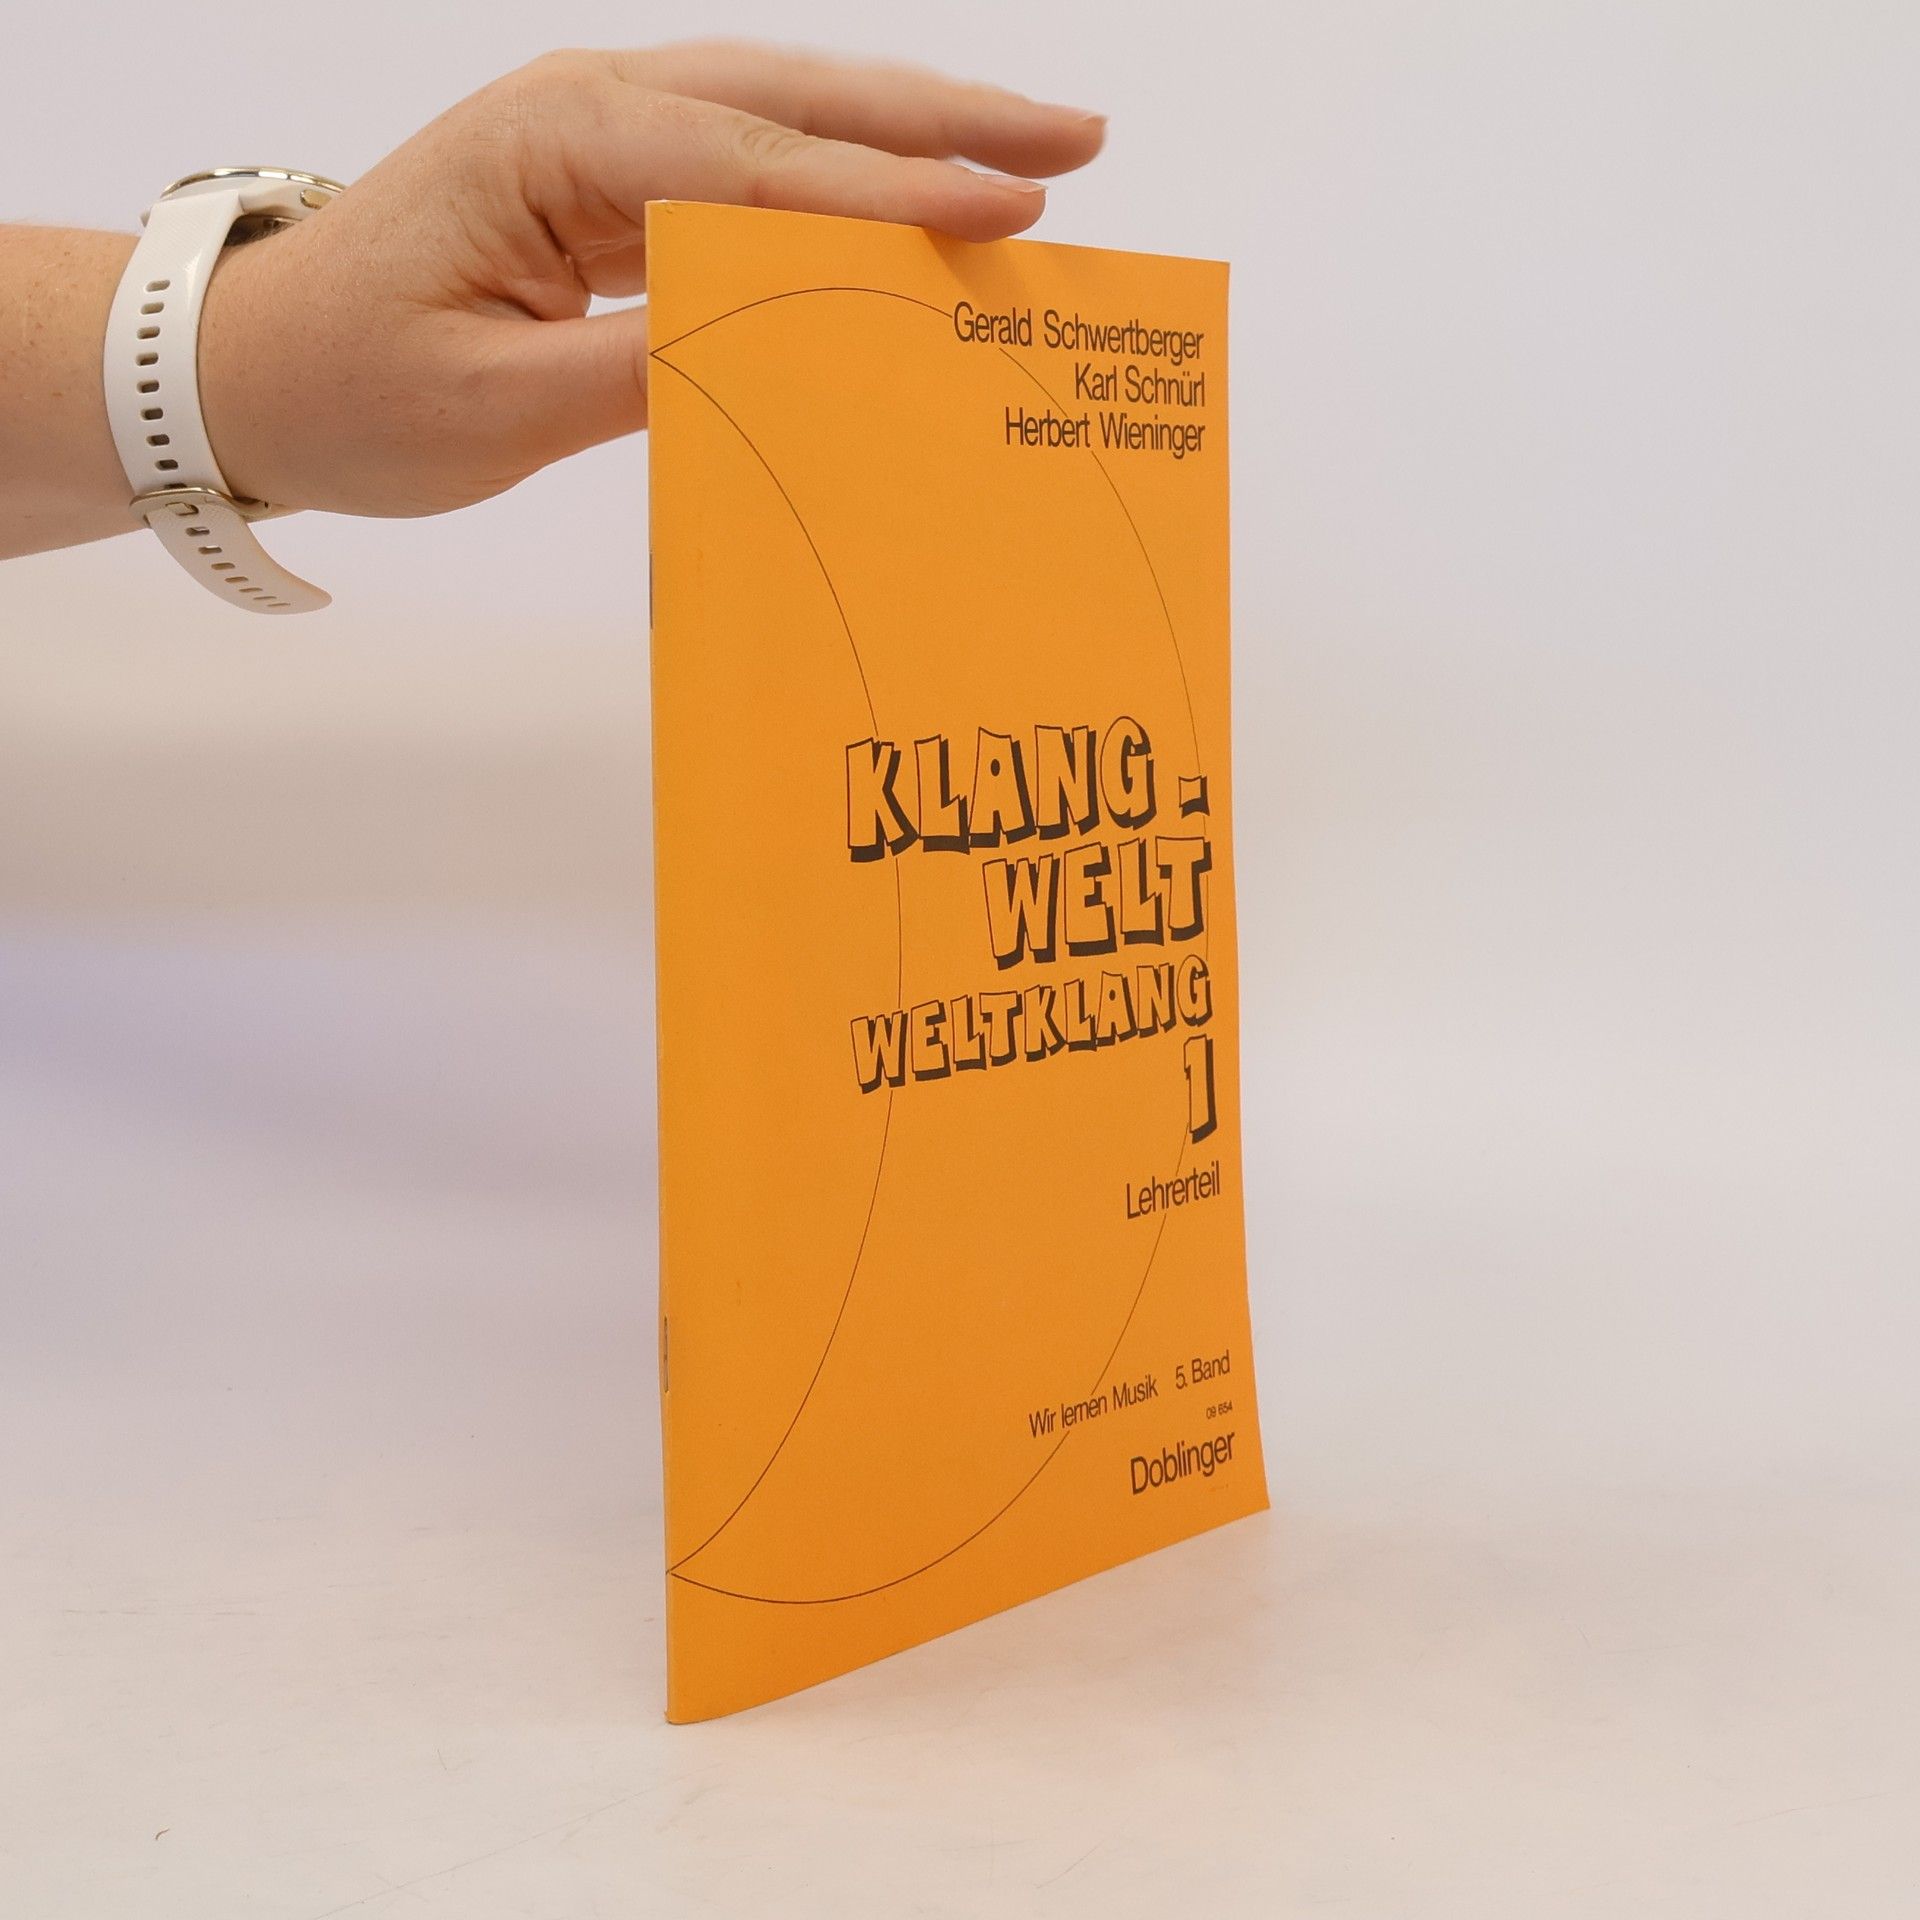 Gerald Schwertberger
Karl Schnürl
Herbert Wieninger
KLANG-
WELT
WELTKLANG
1
Lehrerteil
Wir lernen Musik 5. Band
09 654
Doblinger